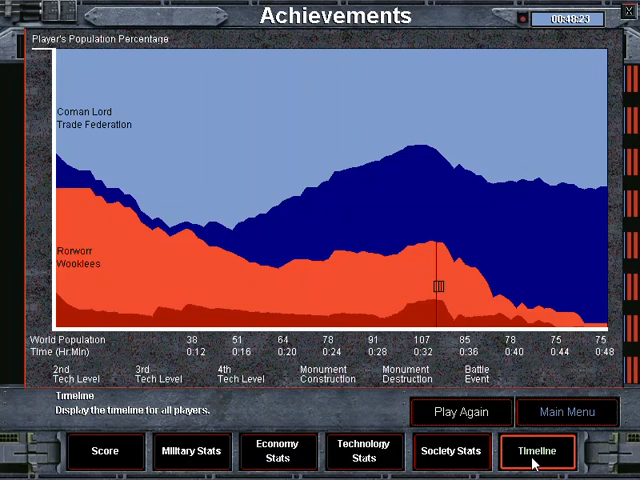 Achievements
00:48:23
X
Player's Population Percentage
Coman Lord
Trade Federation
Rorworr
Wookiees
World Population 38 51 64 78 91 107 85 78 75 75
Time (Hr:Min) 0:12 0:16 0:20 0:24 0:28 0:32 0:36 0:40 0:44 0:48
2nd Tech Level
3rd Tech Level
4th Tech Level
Monument Construction
Monument Destruction
Battle Event
Timeline
Display the timeline for all players.
Play Again
Main Menu
Score
Military Stats
Economy Stats
Technology Stats
Society Stats
Timeline